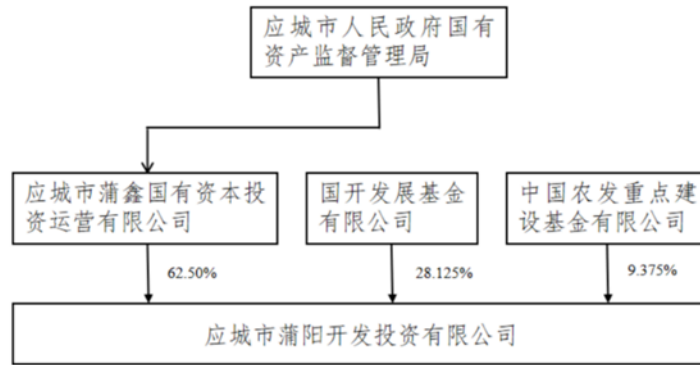 应城市人民政府国有
资产监督管理局
应城市蒲鑫国有资本投
资运营有限公司
国开发展基金
有限公司
中国农发重点建
设基金有限公司
62.50%
28.125%
9.375%
应城市蒲阳开发投资有限公司